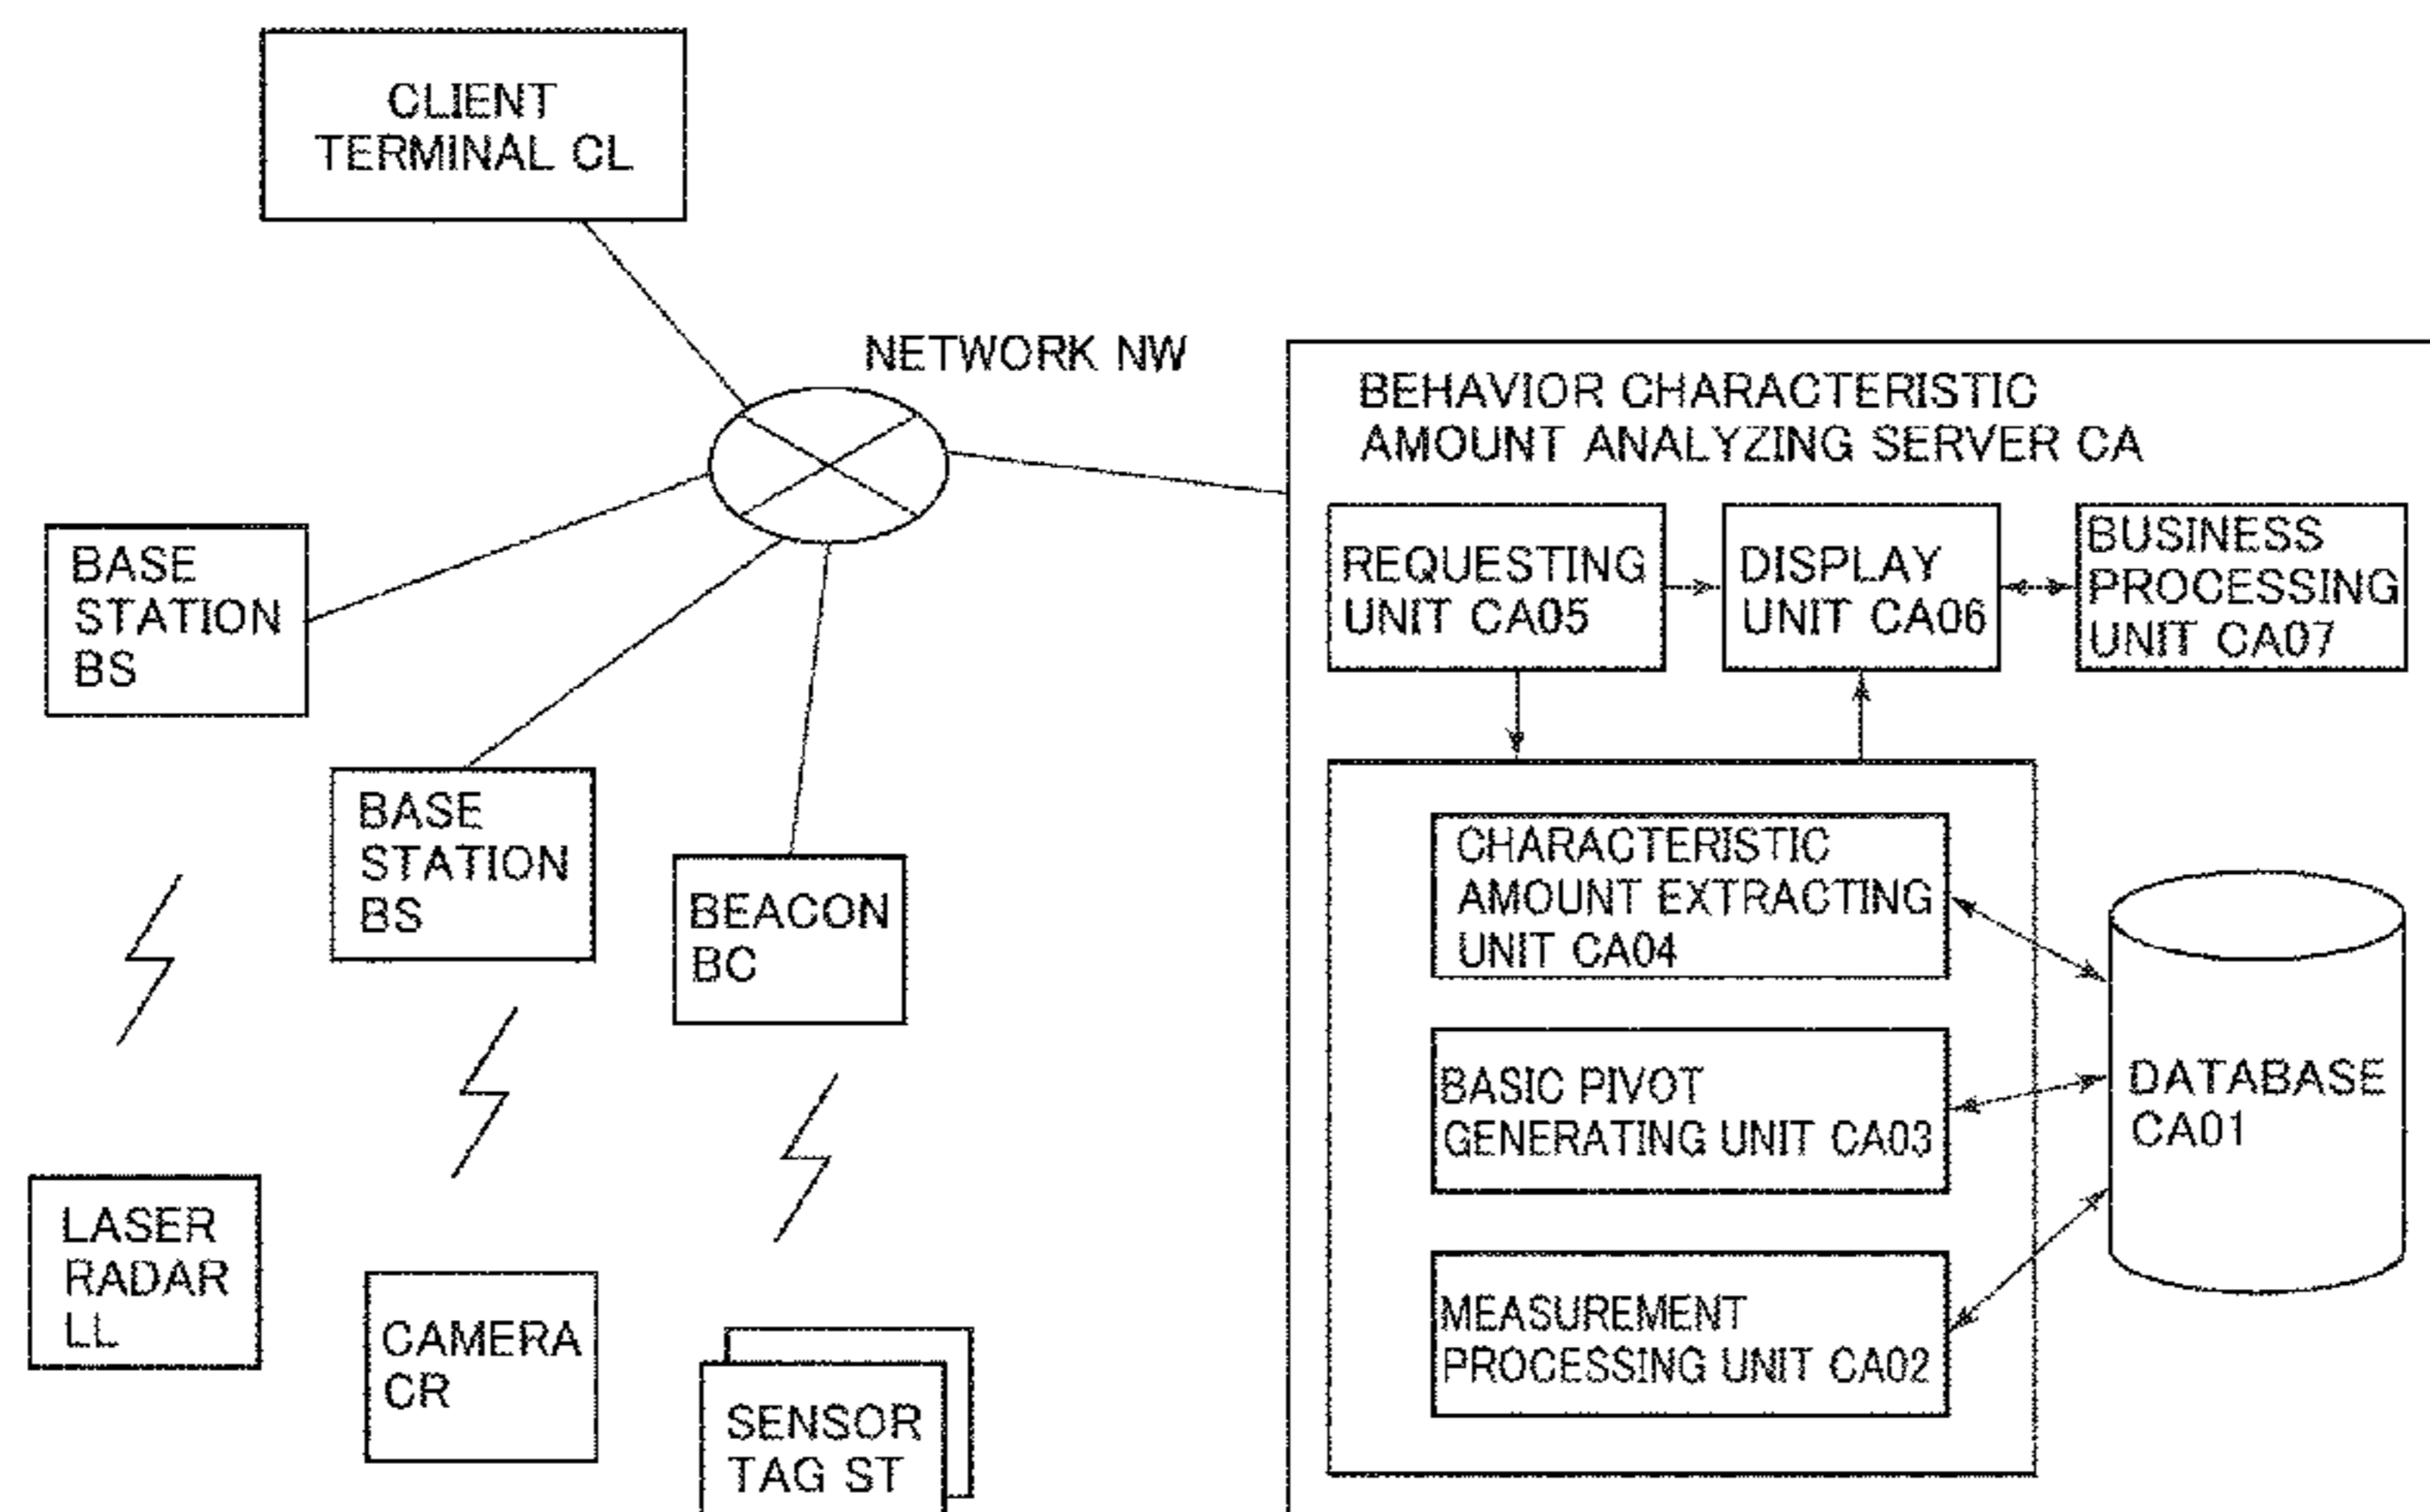 CLIENT
TERMINAL CL
NETWORK NW
BEHAVIOR CHARACTERISTIC
AMOUNT ANALYZING SERVER CA
REQUESTING
UNIT CA05
DISPLAY
UNIT CA06
BUSINESS
PROCESSING
UNIT CA07
BASE
STATION
BS
BASE
STATION
BS
BEACON
BC
CHARACTERISTIC
AMOUNT EXTRACTING
UNIT CA04
BASIC PIVOT
GENERATING UNIT CA03
MEASUREMENT
PROCESSING UNIT CA02
DATABASE
CA01
LASER
RADAR
LL
CAMERA
CR
SENSOR
TAG ST